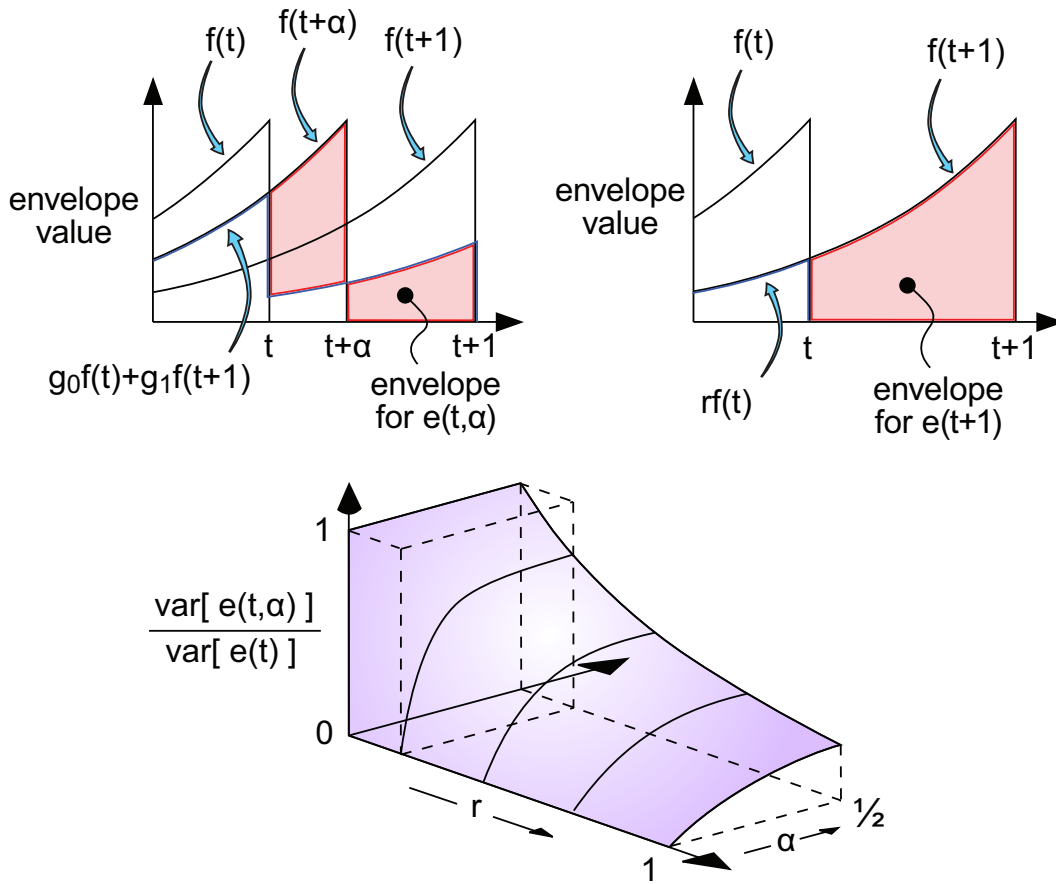 f(t)
f(t+α)
f(t+1)
envelope
value
t
t+α
t+1
g₀f(t)+g₁f(t+1)
envelope
for e(t,α)
f(t)
f(t+1)
envelope
value
t
t+1
rf(t)
envelope
for e(t+1)
1
var[ e(t,α) ]
var[ e(t) ]
0
r
1
α
½